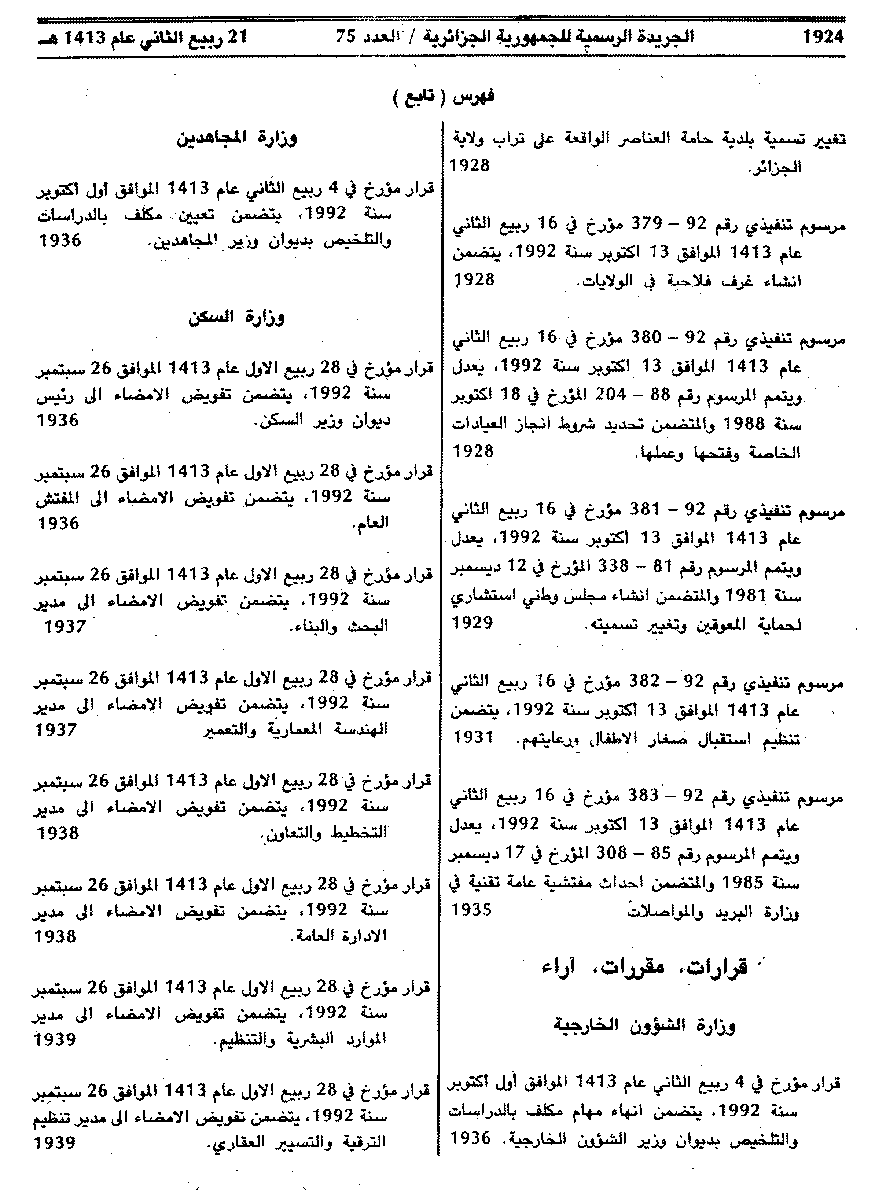 1924
الجريدة الرسمية للجمهورية الجزائرية / العدد 75
21 ربيع الثاني عام 1413 هـ
فهرس ( تابع )
تغيير تسمية بلدية حامة العناصر الواقعة على تراب ولاية
الجزائر. 1928
مرسوم تنفيذي رقم 92 – 379 مؤرخ في 16 ربيع الثاني
عام 1413 الموافق 13 اكتوبر سنة 1992، يتضمن
انشاء غرف فلاحية في الولايات. 1928
مرسوم تنفيذي رقم 92 – 380 مؤرخ في 16 ربيع الثاني
عام 1413 الموافق 13 اكتوبر سنة 1992، يعدل
ويتمم المرسوم رقم 88 – 204 المؤرخ في 18 اكتوبر
سنة 1988 والمتضمن تحديد شروط انجاز العيادات
الخاصة وفتحها وعملها. 1928
مرسوم تنفيذي رقم 92 – 381 مؤرخ في 16 ربيع الثاني
عام 1413 الموافق 13 اكتوبر سنة 1992، يعدل
ويتمم المرسوم رقم 81 – 338 المؤرخ في 12 ديسمبر
سنة 1981 والمتضمن انشاء مجلس وطني استشاري
لحماية المعوقين وتغيير تسميته. 1929
مرسوم تنفيذي رقم 92 – 382 مؤرخ في 16 ربيع الثاني
عام 1413 الموافق 13 اكتوبر سنة 1992، يتضمن
تنظيم استقبال صغار الاطفال ورعايتهم. 1931
مرسوم تنفيذي رقم 92 – 383 مؤرخ في 16 ربيع الثاني
عام 1413 الموافق 13 اكتوبر سنة 1992، يعدل
ويتمم المرسوم رقم 85 – 308 المؤرخ في 17 ديسمبر
سنة 1985 والمتضمن احداث مفتشية عامة تقنية في
وزارة البريد والمواصلات 1935
قرارات، مقررات، آراء
وزارة الشؤون الخارجية
قرار مؤرخ في 4 ربيع الثاني عام 1413 الموافق أول اكتوبر
سنة 1992، يتضمن انهاء مهام مكلف بالدراسات
والتلخيص بديوان وزير الشؤون الخارجية. 1936
وزارة المجاهدين
قرار مؤرخ في 4 ربيع الثاني عام 1413 الموافق أول اكتوبر
سنة 1992، يتضمن تعيين مكلف بالدراسات
والتلخيص بديوان وزير المجاهدين. 1936
وزارة السكن
قرار مؤرخ في 28 ربيع الاول عام 1413 الموافق 26 سبتمبر
سنة 1992، يتضمن تفويض الامضاء الى رئيس
ديوان وزير السكن. 1936
قرار مؤرخ في 28 ربيع الاول عام 1413 الموافق 26 سبتمبر
سنة 1992، يتضمن تفويض الامضاء الى المفتش
العام. 1936
قرار مؤرخ في 28 ربيع الاول عام 1413 الموافق 26 سبتمبر
سنة 1992، يتضمن تفويض الامضاء الى مدير
البحث والبناء. 1937
قرار مؤرخ في 28 ربيع الاول عام 1413 الموافق 26 سبتمبر
سنة 1992، يتضمن تفويض الامضاء الى مدير
الهندسة المعمارية والتعمير 1937
قرار مؤرخ في 28 ربيع الاول عام 1413 الموافق 26 سبتمبر
سنة 1992، يتضمن تفويض الامضاء الى مدير
التخطيط والتعاون. 1938
قرار مؤرخ في 28 ربيع الاول عام 1413 الموافق 26 سبتمبر
سنة 1992، يتضمن تفويض الامضاء الى مدير
الادارة العامة. 1938
قرار مؤرخ في 28 ربيع الاول عام 1413 الموافق 26 سبتمبر
سنة 1992، يتضمن تفويض الامضاء الى مدير
الموارد البشرية والتنظيم. 1939
قرار مؤرخ في 28 ربيع الاول عام 1413 الموافق 26 سبتمبر
سنة 1992، يتضمن تفويض الامضاء الى مدير تنظيم
الترقية والتسيير العقاري. 1939